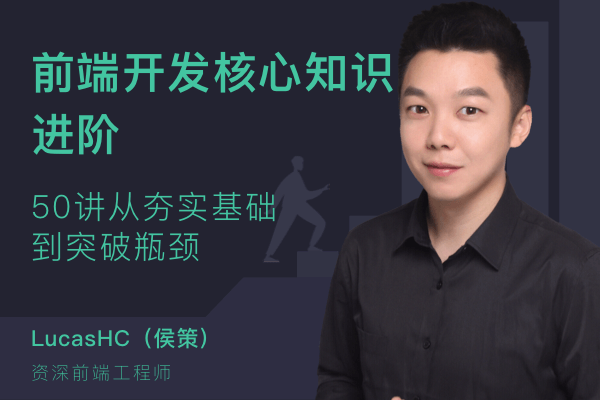 前端开发核心知识
进阶
50讲从夯实基础
到突破瓶颈
LucasHC（侯策）
资深前端工程师